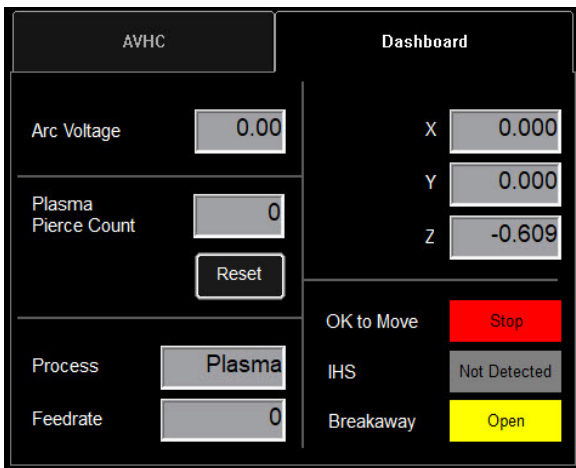 AVHC
Dashboard
Arc Voltage 0.00
Plasma
Pierce Count 0
Reset
Process Plasma
Feedrate 0
X 0.000
Y 0.000
Z -0.609
OK to Move Stop
IHS Not Detected
Breakaway Open